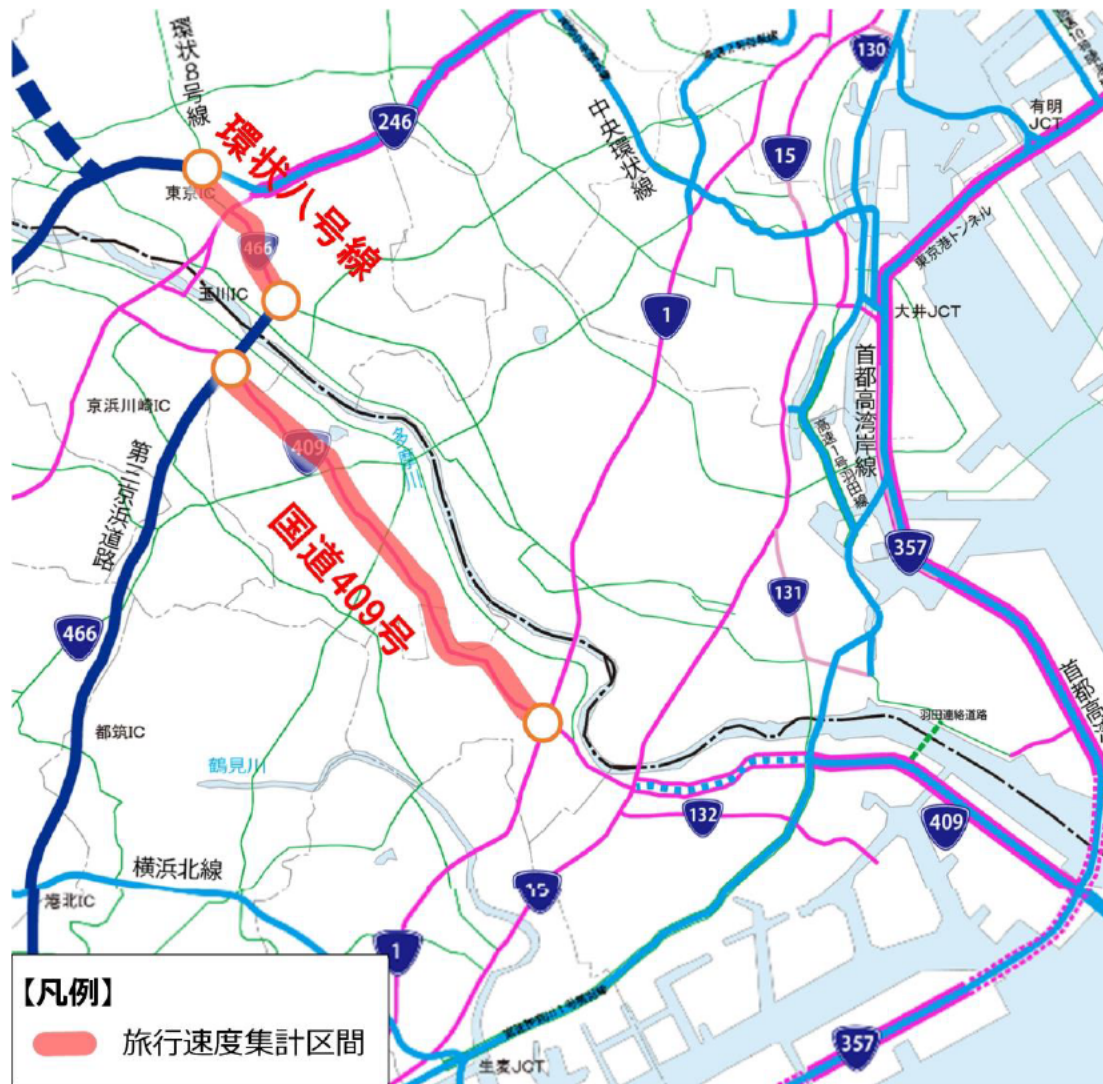 環状8号線
246
130
有明
JCT
15
中央環状線
東京IC
環状八号線
466
東京港トンネル
玉川IC
1
大井JCT
首都高湾岸線
京浜川崎IC
409
多摩川
高速1号羽田線
第三京浜道路
国道409号
357
131
466
都筑IC
羽田連絡道路
鶴見川
132
409
横浜北線
港北IC
15
1
【凡例】
旅行速度集計区間
生麦JCT
357